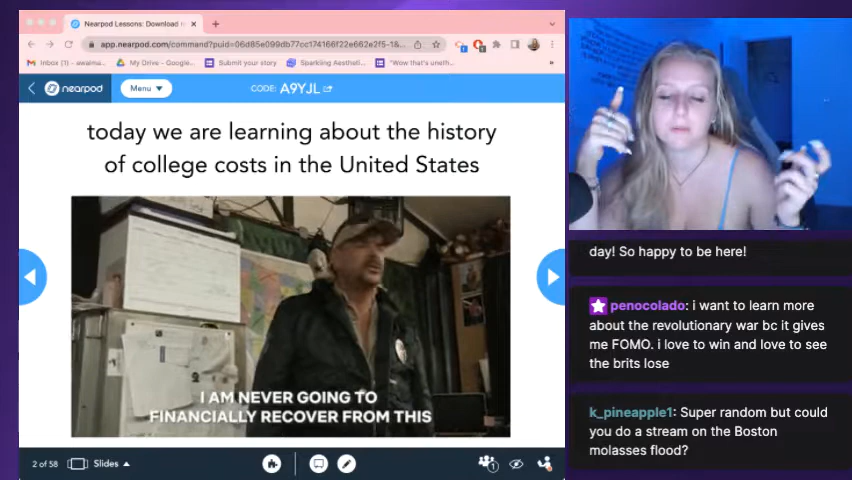 Nearpod Lessons: Download r
app.nearpod.com/command?puid=06d85e099db77cc174166f22e662e2f5-1&...
Inbox (1) - awalma...
My Drive - Google...
Submit your story
Sparkling Aestheti...
"Wow that's uneth...
nearpod
Menu
CODE: A9YJL
today we are learning about the history
of college costs in the United States
I AM NEVER GOING TO
FINANCIALLY RECOVER FROM THIS
2 of 58
Slides
1
day! So happy to be here!
penocolado: i want to learn more
about the revolutionary war bc it gives
me FOMO. i love to win and love to see
the brits lose
k_pineapple1: Super random but could
you do a stream on the Boston
molasses flood?